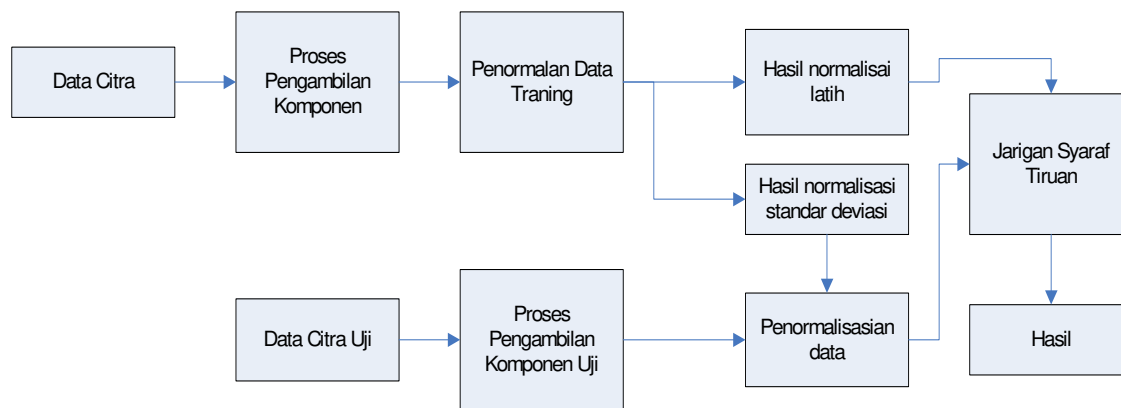 Data Citra
Proses
Pengambilan
Komponen
Penormalan Data
Traning
Hasil normalisai
latih
Jarigan Syaraf
Tiruan
Hasil normalisasi
standar deviasi
Data Citra Uji
Proses
Pengambilan
Komponen Uji
Penormalisasian
data
Hasil